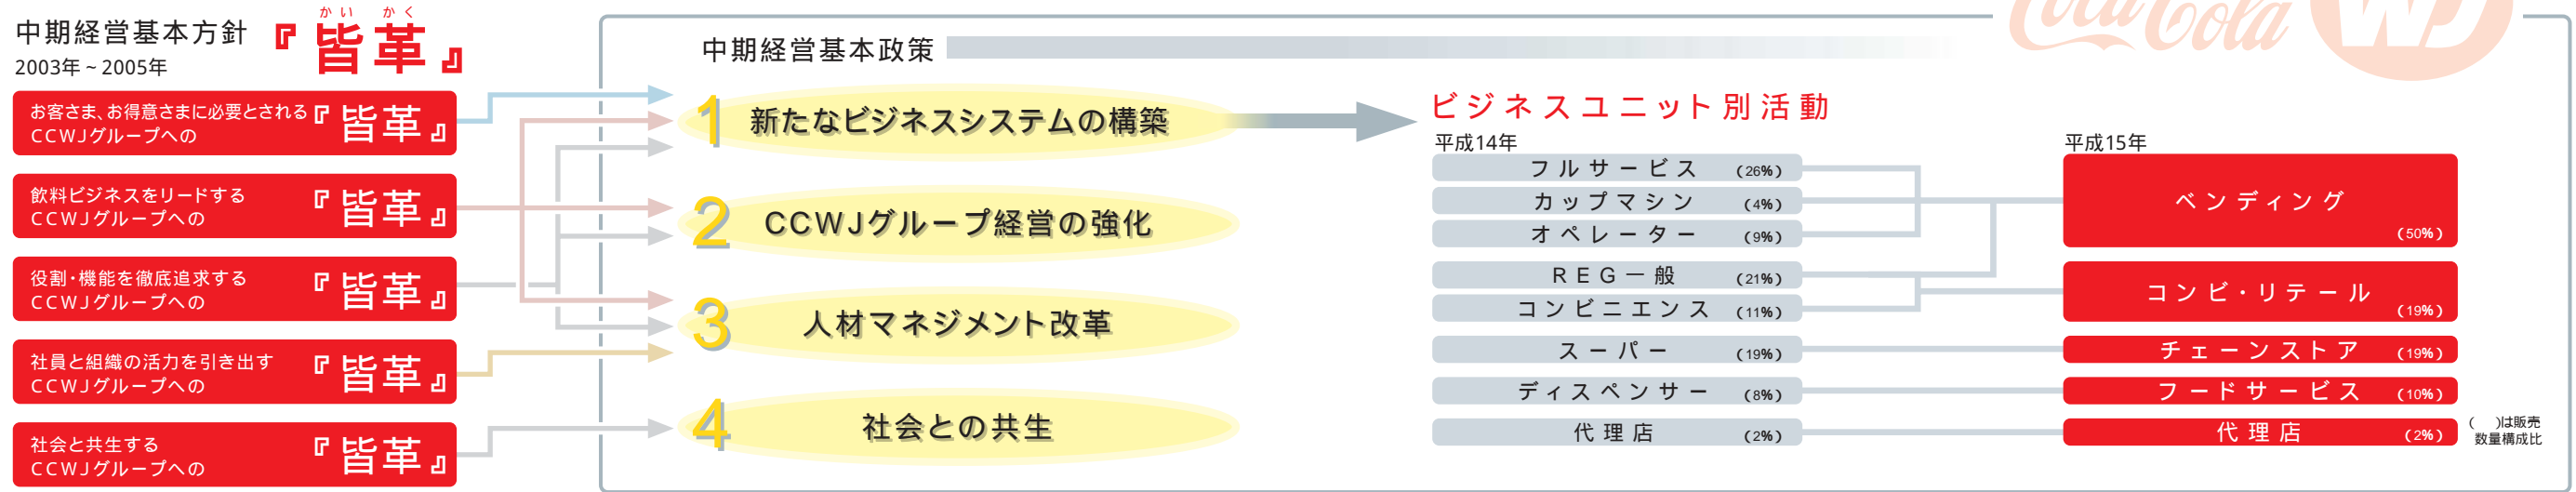 かい かく
中期経営基本方針 『皆革』
2003年～2005年
お客さま、お得意さまに必要とされる
CCWJグループへの 『皆革』
飲料ビジネスをリードする
CCWJグループへの 『皆革』
役割・機能を徹底追求する
CCWJグループへの 『皆革』
社員と組織の活力を引き出す
CCWJグループへの 『皆革』
社会と共生する
CCWJグループへの 『皆革』
中期経営基本政策
1 新たなビジネスシステムの構築
2 CCWJグループ経営の強化
3 人材マネジメント改革
4 社会との共生
Coca Cola WJ
ビジネスユニット別活動
平成14年
フルサービス (26%)
カップマシン (4%)
オペレーター (9%)
REG一般 (21%)
コンビニエンス (11%)
スーパー (19%)
ディスペンサー (8%)
代理店 (2%)
平成15年
ベンディング (50%)
コンビ・リテール (19%)
チェーンストア (19%)
フードサービス (10%)
代理店 (2%)
( )は販売
数量構成比